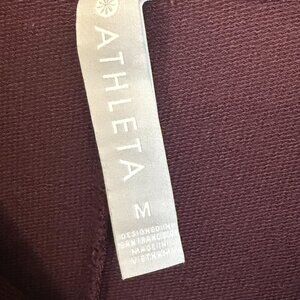 ATHLETA
M
DESIGNED IN
SAN FRANCISCO
MADE IN
VIETNAM